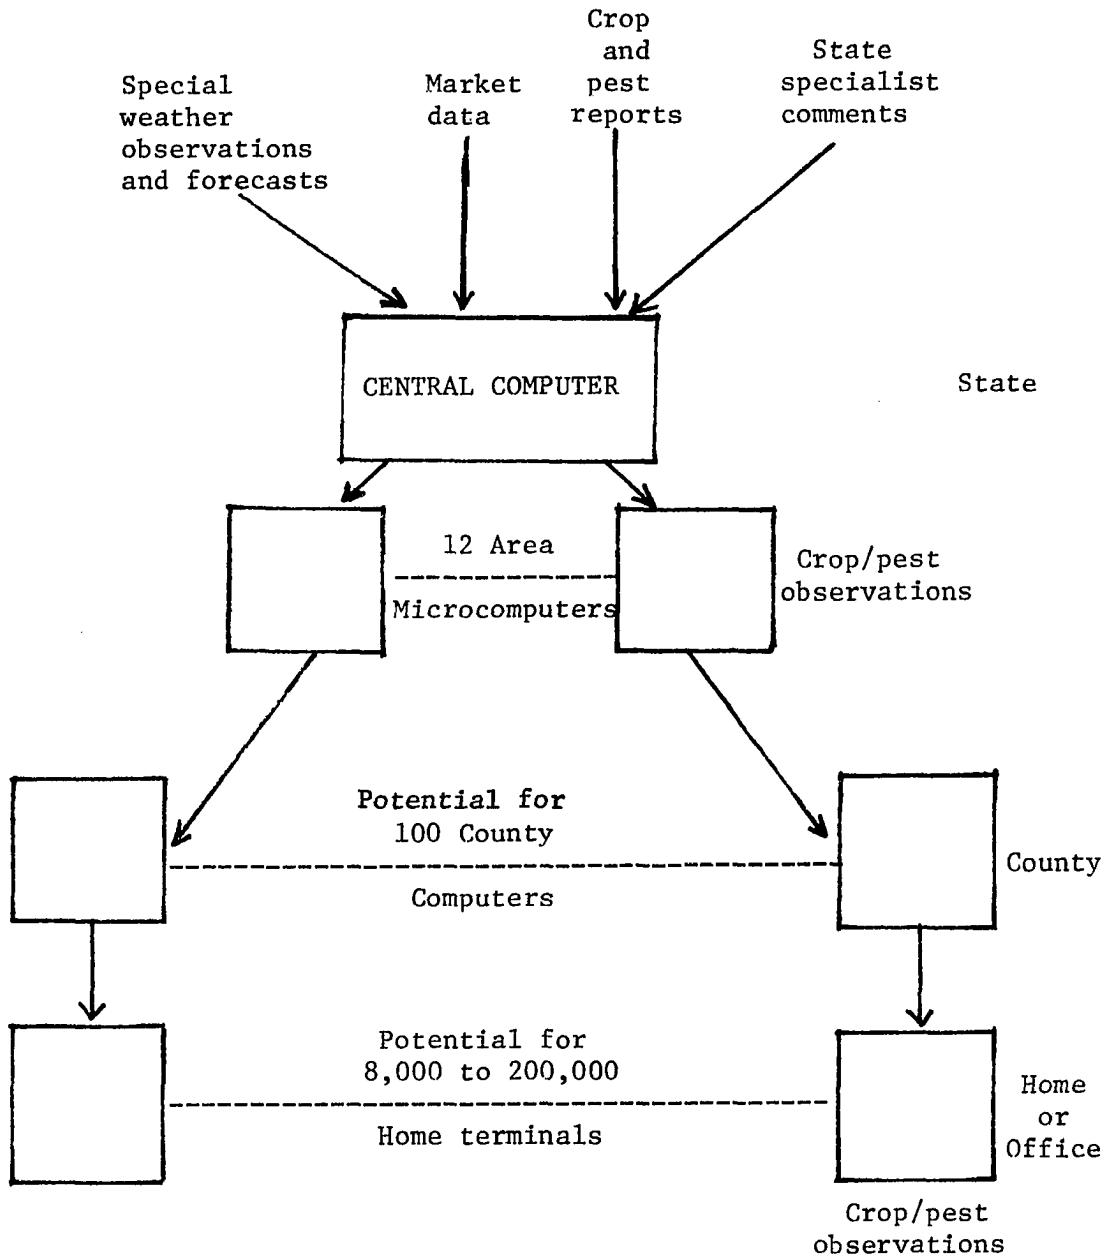 Special
weather
observations
and forecasts
Market
data
Crop
and
pest
reports
State
specialist
comments
CENTRAL COMPUTER
State
12 Area
Microcomputers
Crop/pest
observations
Potential for
100 County
Computers
County
Potential for
8,000 to 200,000
Home terminals
Home
or
Office
Crop/pest
observations